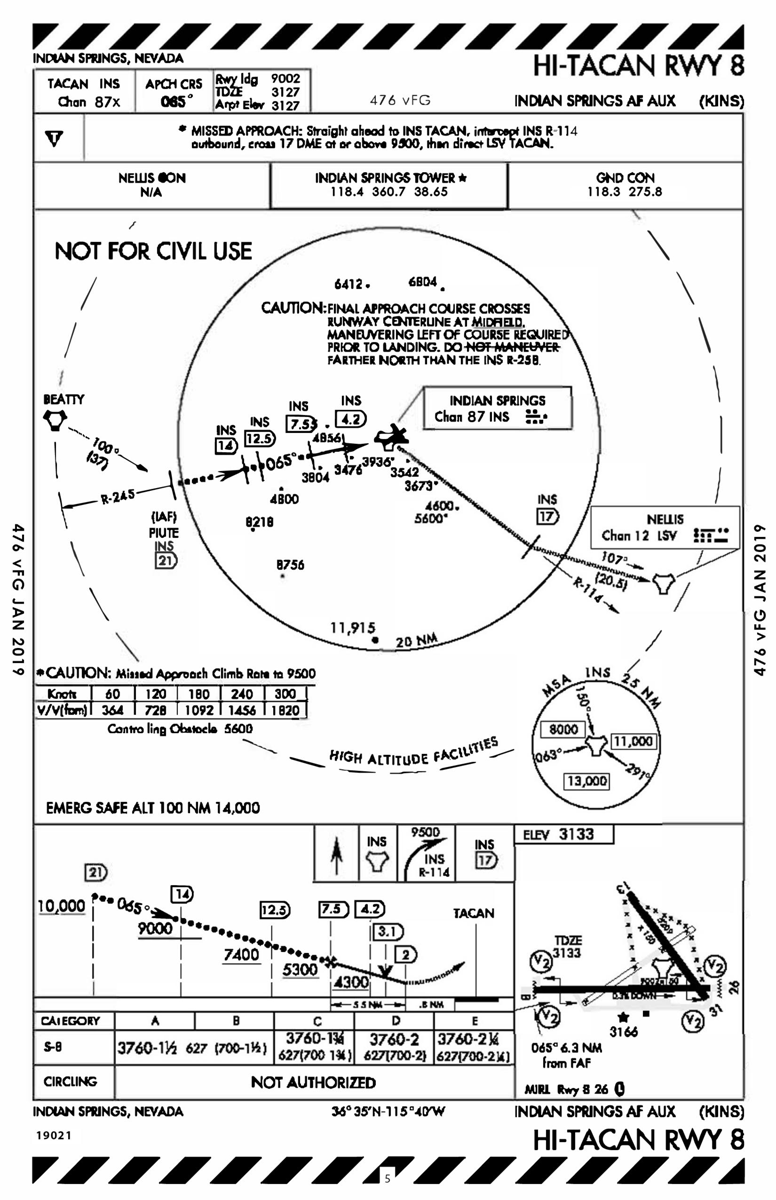 INDIAN SPRINGS, NEVADA
HI-TACAN RWY 8
TACAN INS
Chan 87x
APCH CRS
065°
Rwy ldg 9002
TDZE 3127
Arpt Elev 3127
476 vFG
INDIAN SPRINGS AF AUX (KINS)
T
* MISSED APPROACH: Straight ahead to INS TACAN, intercept INS R-114
outbound, cross 17 DME at or above 9500, then direct LSV TACAN.
NELLIS CON
N/A
INDIAN SPRINGS TOWER ★
118.4 360.7 38.65
GND CON
118.3 275.8
NOT FOR CIVIL USE
6412
6804
CAUTION: FINAL APPROACH COURSE CROSSES
RUNWAY CENTERLINE AT MIDFIELD.
MANEUVERING LEFT OF COURSE REQUIRED
PRIOR TO LANDING. DO NOT MANEUVER
FARTHER NORTH THAN THE INS R-258.
BEATTY
100°
(37)
R-245
(IAF)
PIUTE
INS
21
INS
14
INS
12.5
INS
7.55
INS
4.2
065°
4856
3804
3476
3936
3542
3673
4600
5600
4800
8218
8756
11,915
20 NM
INDIAN SPRINGS
Chan 87 INS
INS
17
NELLIS
Chan 12 LSV
107°
(20.5)
R-114
476 vFG JAN 2019
476 vFG JAN 2019
*CAUTION: Missed Approach Climb Rate to 9500
Knots 60 120 180 240 300
V/V(fpm) 364 728 1092 1456 1820
Contro ling Obstacle 5600
HIGH ALTITUDE FACILITIES
MSA INS 25 NM
150°
8000
11,000
063°
291°
13,000
EMERG SAFE ALT 100 NM 14,000
INS
9500
INS
R-114
INS
17
ELEV 3133
21
10,000
065°
14
9000
12.5
7400
7.5
5300
4.2
4300
3.1
2
TACAN
5.5 NM
.8 NM
TDZE
3133
V2
V2
V2
V2
13
31
8
26
9002x150
0.3% DOWN
3166
065° 6.3 NM
from FAF
MIRL Rwy 8 26 L
CATEGORY A B C D E
S-8 3760-1½ 627 (700-1½) 3760-1¾ 627(700 1¾) 3760-2 627(700-2) 3760-2¼ 627(700-2¼)
CIRCLING NOT AUTHORIZED
INDIAN SPRINGS, NEVADA
36°35'N-115°40'W
INDIAN SPRINGS AF AUX (KINS)
19021
HI-TACAN RWY 8
5